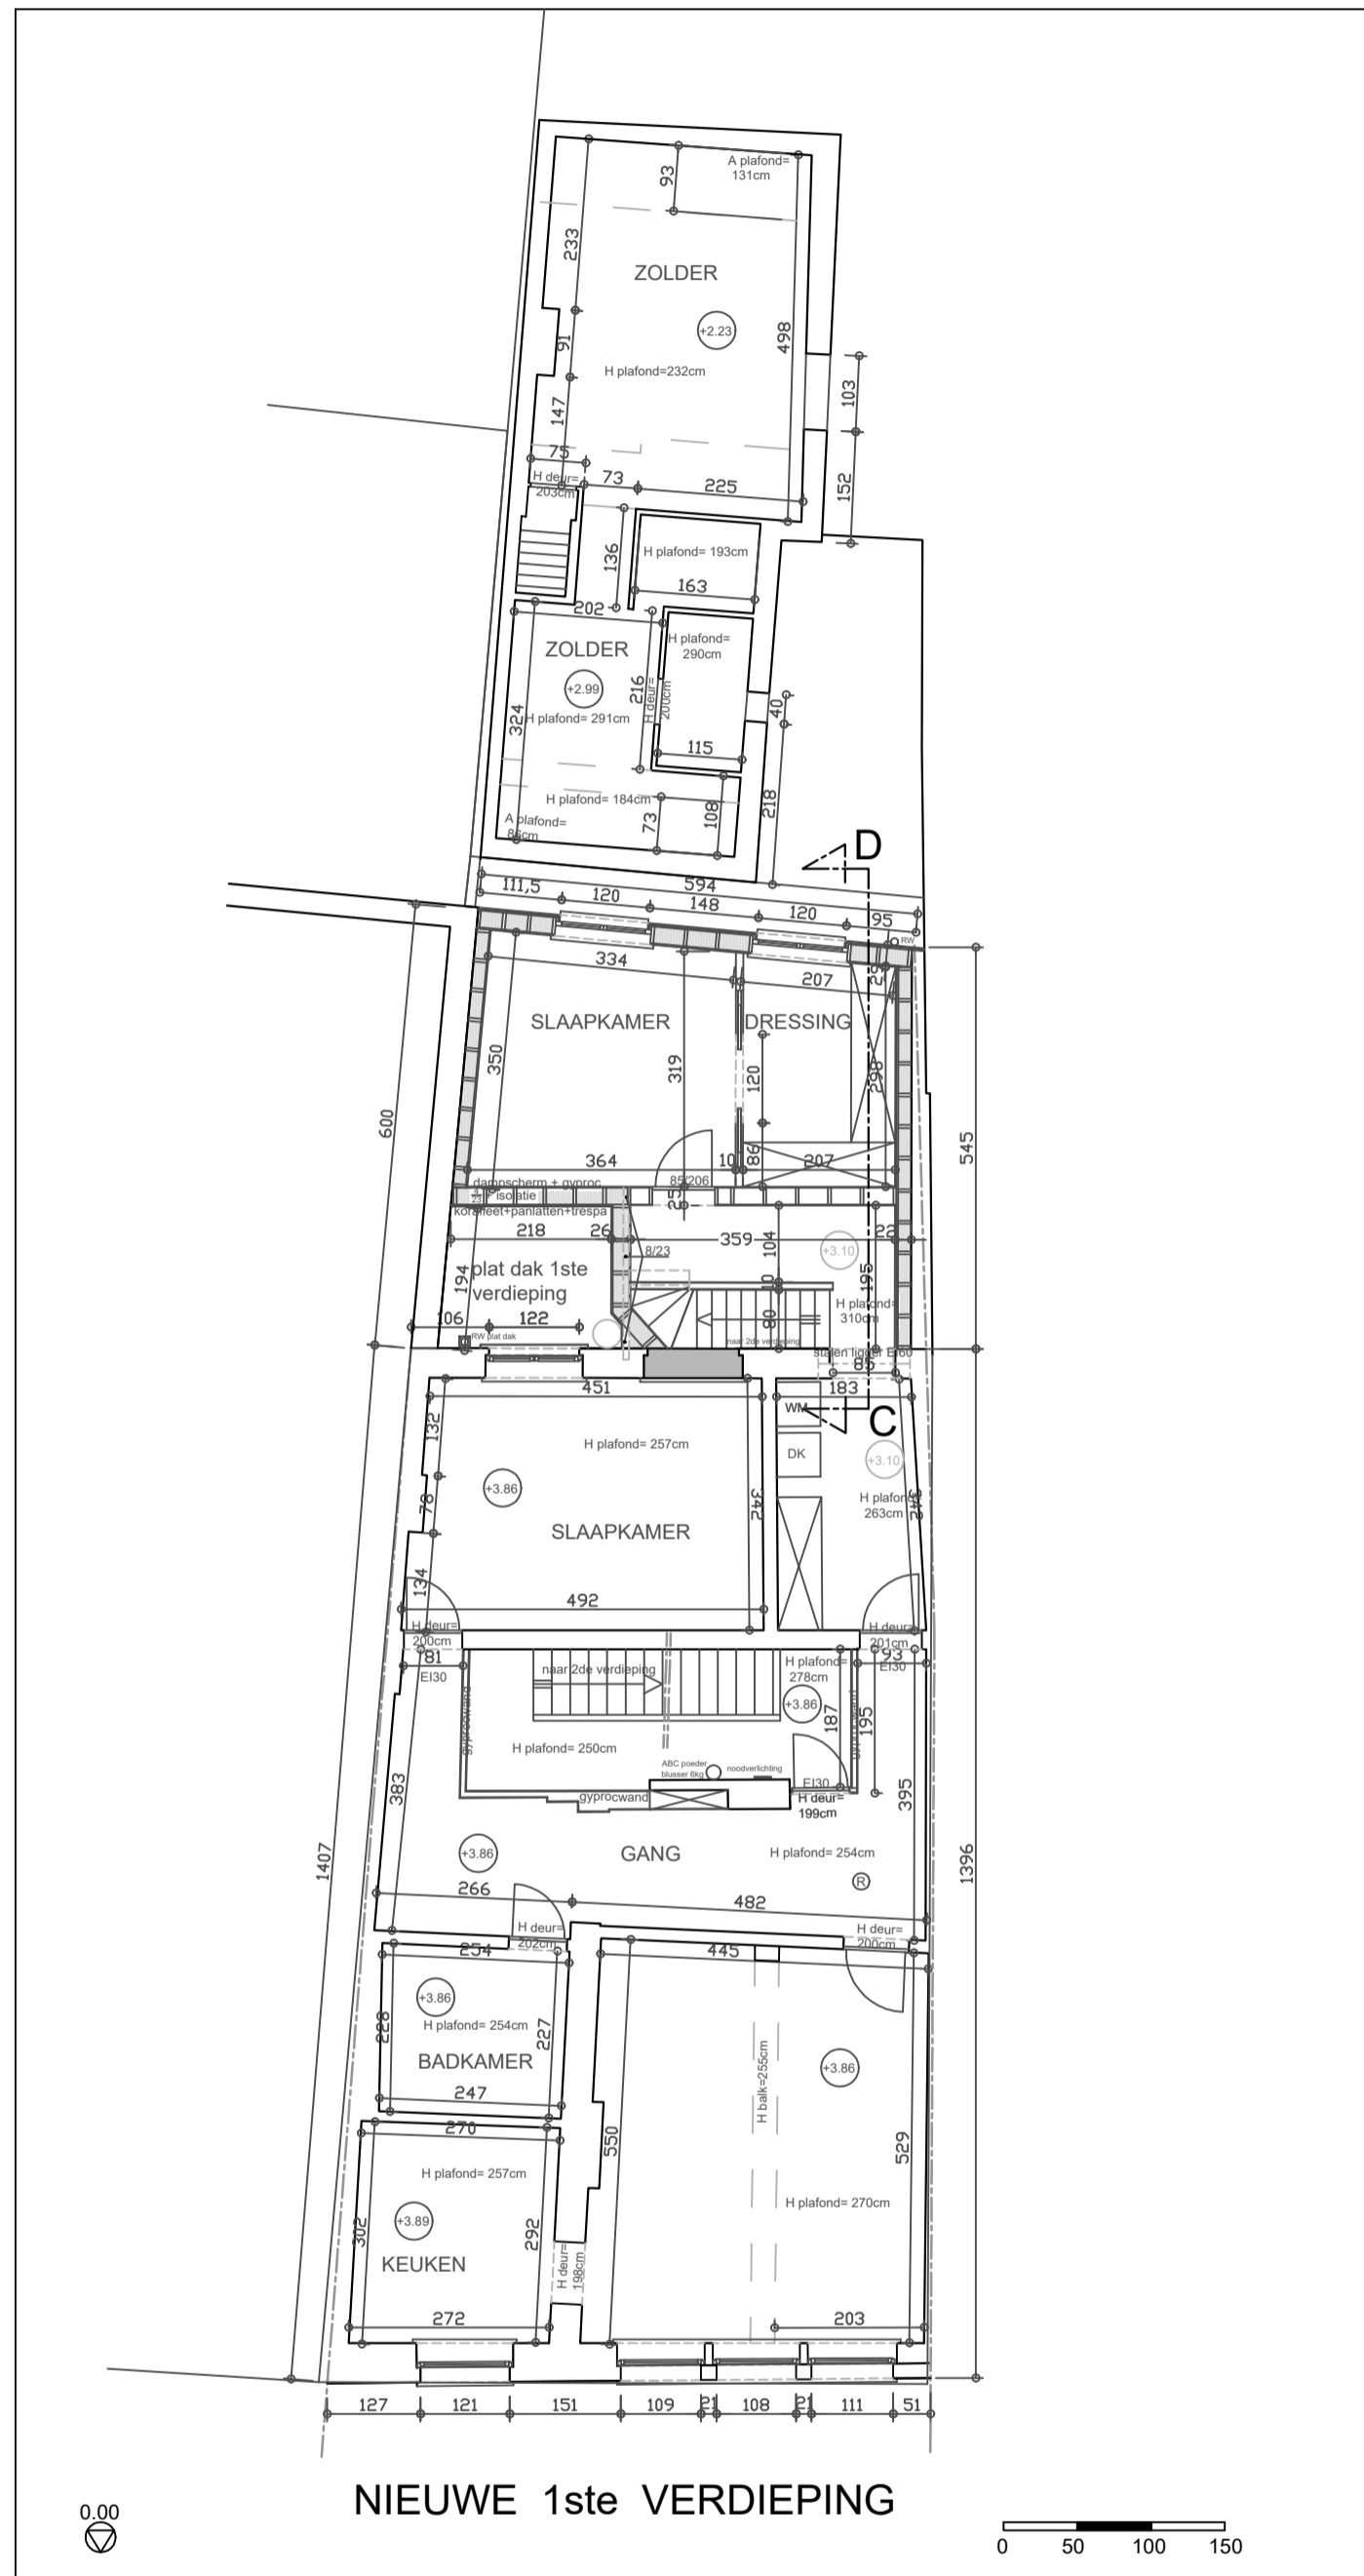 A plafond=
131cm
93
233
ZOLDER
+2.23
498
91
H plafond=232cm
103
147
75
H deur=
203cm
73
225
152
136
H plafond= 193cm
163
202
ZOLDER
H plafond=
290cm
+2.99
216
H deur=
200cm
40
324
H plafond= 291cm
115
H plafond= 184cm
218
A plafond=
86cm
73
108
D
594
111,5
120
148
120
95
RW
334
207
29
SLAAPKAMER
DRESSING
350
319
120
298
600
545
364
10
86
207
dampscherm + gyproc
85/206
+ isolatie
25
koralleet+panlatten+trespa
218
26
359
104
22
8/23
+3.10
194
plat dak 1ste
verdieping
10
195
H plafond=
310cm
106
122
80
RW plat dak
naar 2de verdieping
stalen ligger EI60
85
451
183
WM
C
132
H plafond= 257cm
DK
+3.10
+3.86
78
342
H plafond=
263cm
342
SLAAPKAMER
134
492
H deur=
200cm
H deur=
201cm
81
93
EI30
EI30
naar 2de verdieping
H plafond=
278cm
+3.86
gyprocwand
187
gyprocwand
195
H plafond= 250cm
ABC poeder
blusser 6kg
noodverlichting
EI30
gyprocwand
H deur=
199cm
383
395
+3.86
GANG
H plafond= 254cm
R
1407
1396
266
482
H deur=
202cm
H deur=
200cm
254
445
+3.86
228
H plafond= 254cm
227
BADKAMER
H balk=255cm
+3.86
247
270
550
529
H plafond= 257cm
H plafond= 270cm
+3.89
302
292
KEUKEN
H deur=
198cm
272
203
127
121
151
109
21
108
21
111
51
NIEUWE 1ste VERDIEPING
0.00
0
50
100
150